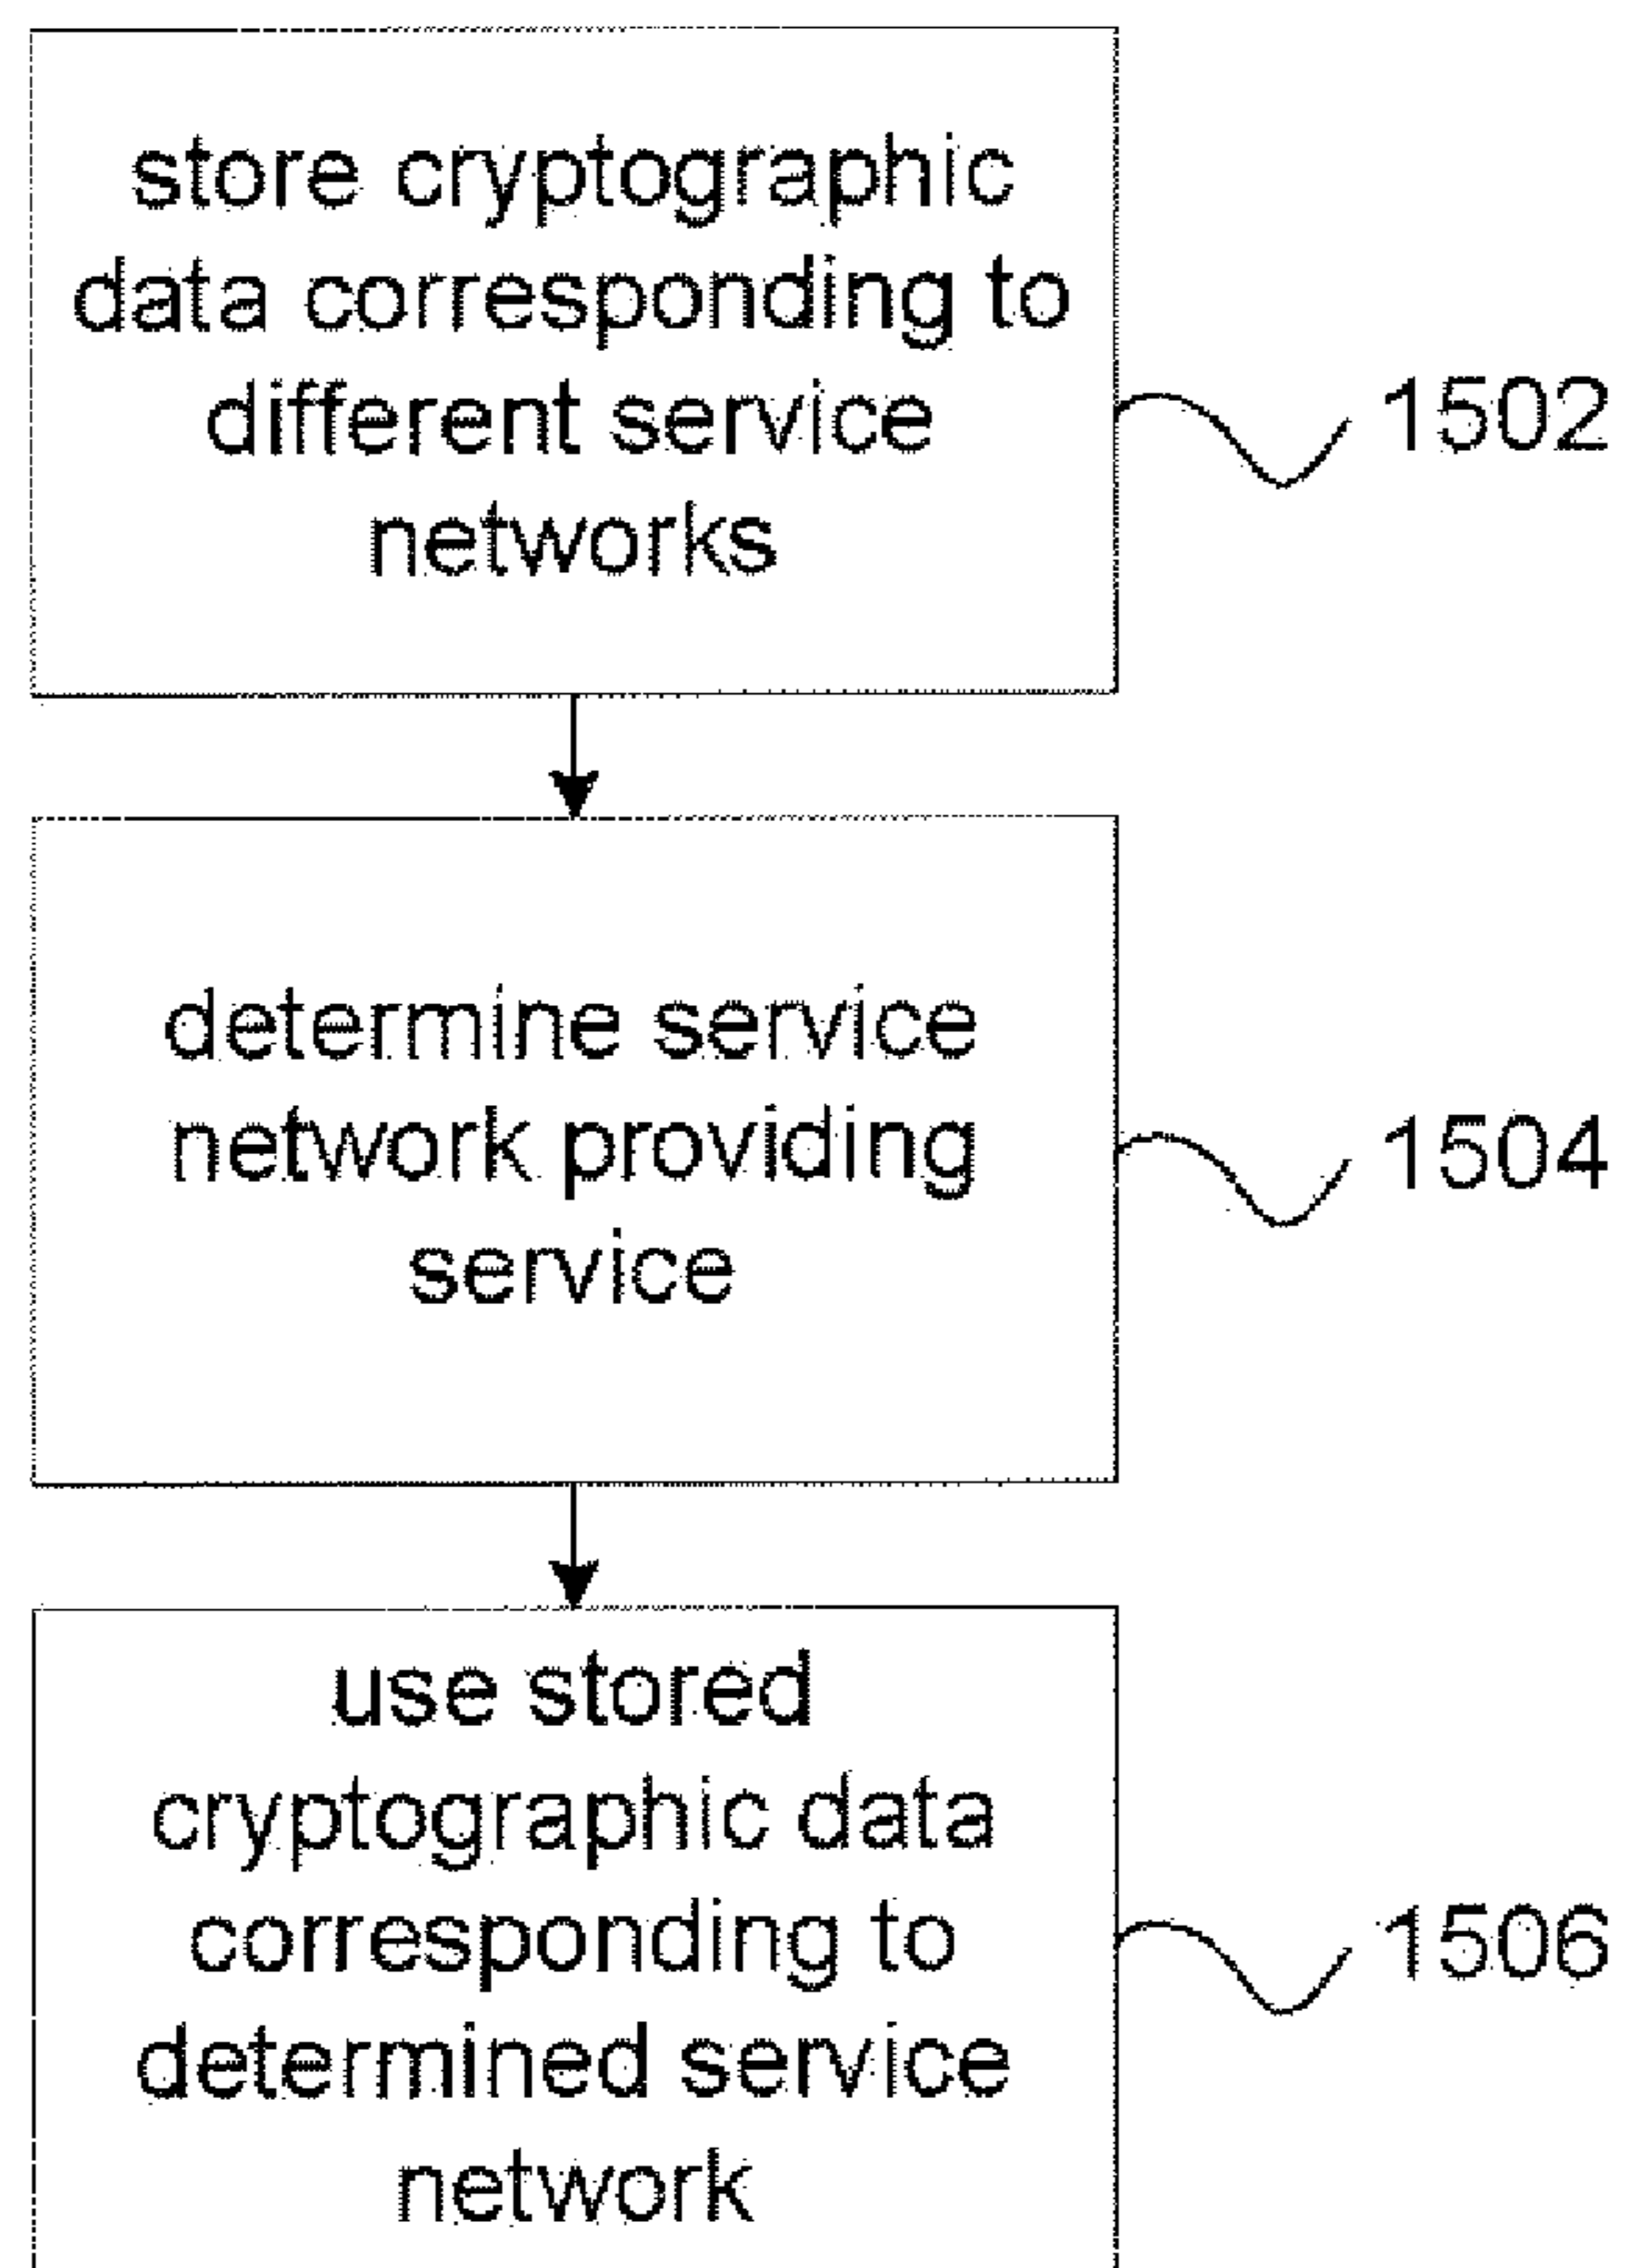 store cryptographic
data corresponding to
different service
networks
1502
determine service
network providing
service
1504
use stored
cryptographic data
corresponding to
determined service
network
1506